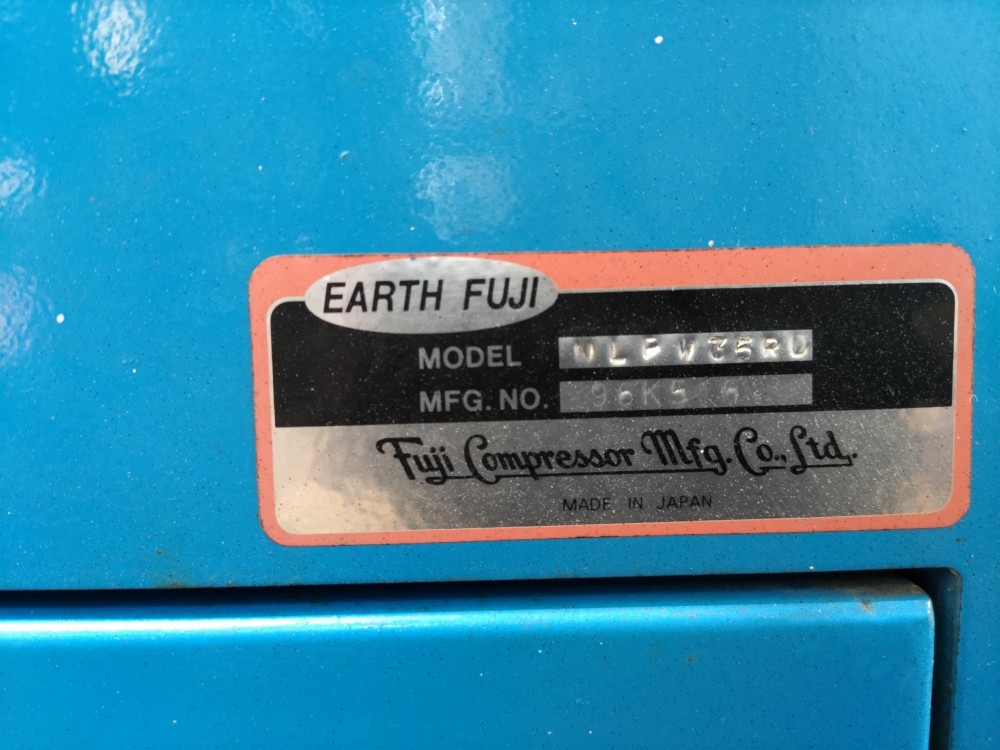 EARTH FUJI
MODEL
MFG. NO.
Fuji Compressor Mfg. Co., Ltd.
MADE IN JAPAN